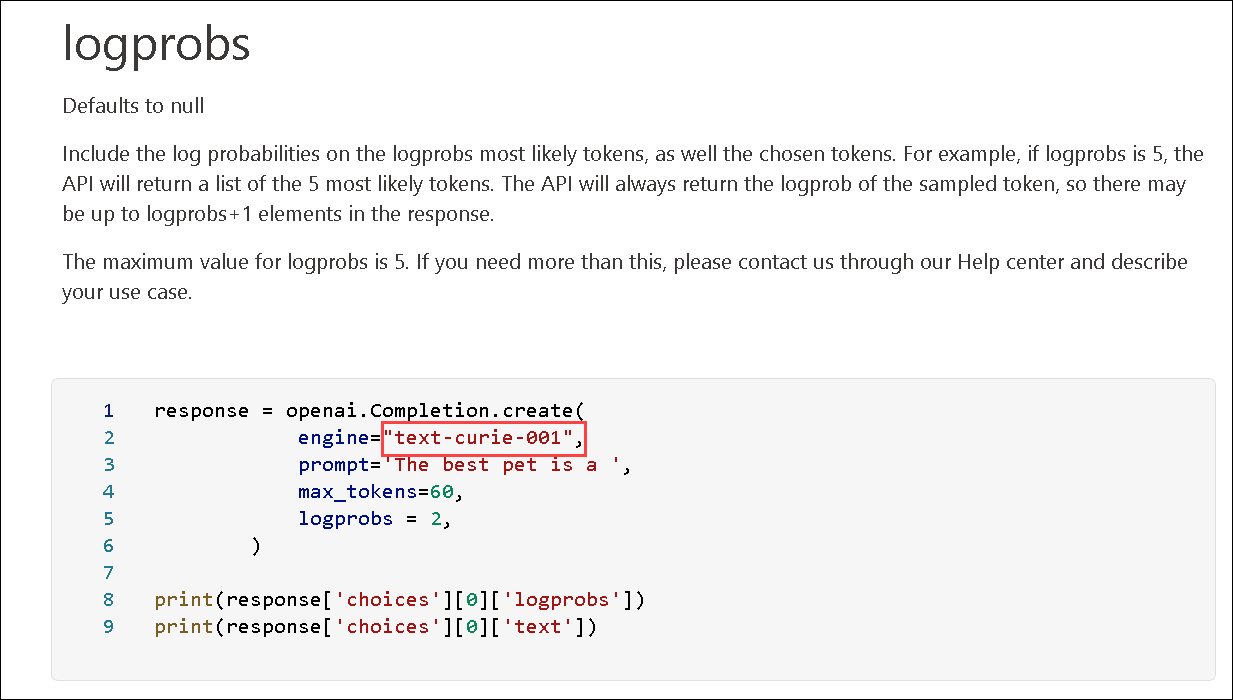 logprobs
Defaults to null
Include the log probabilities on the logprobs most likely tokens, as well the chosen tokens. For example, if logprobs is 5, the
API will return a list of the 5 most likely tokens. The API will always return the logprob of the sampled token, so there may
be up to logprobs+1 elements in the response.
The maximum value for logprobs is 5. If you need more than this, please contact us through our Help center and describe
your use case.
1 response = openai.Completion.create(
2 engine="text-curie-001",
3 prompt='The best pet is a ',
4 max_tokens=60,
5 logprobs = 2,
6 )
7
8 print(response['choices'][0]['logprobs'])
9 print(response['choices'][0]['text'])